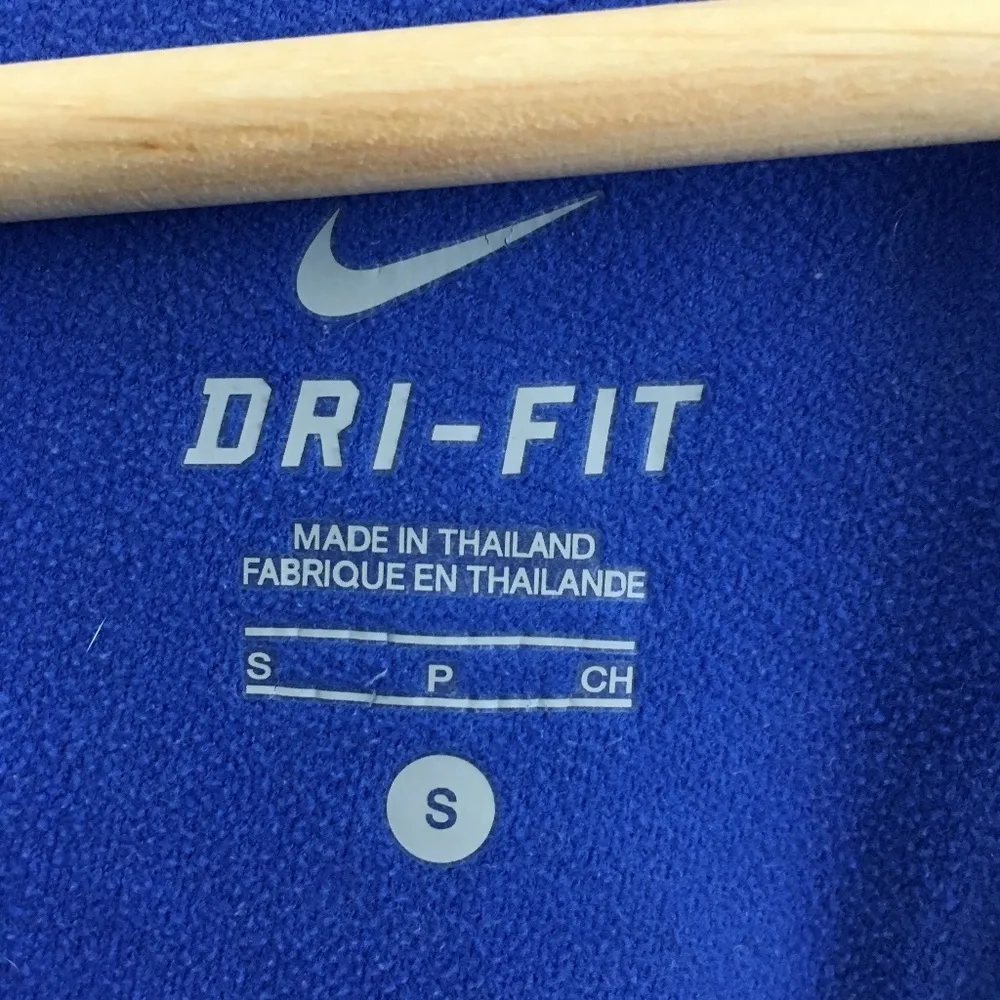 DRI-FIT
MADE IN THAILAND
FABRIQUE EN THAILANDE
S P CH
S